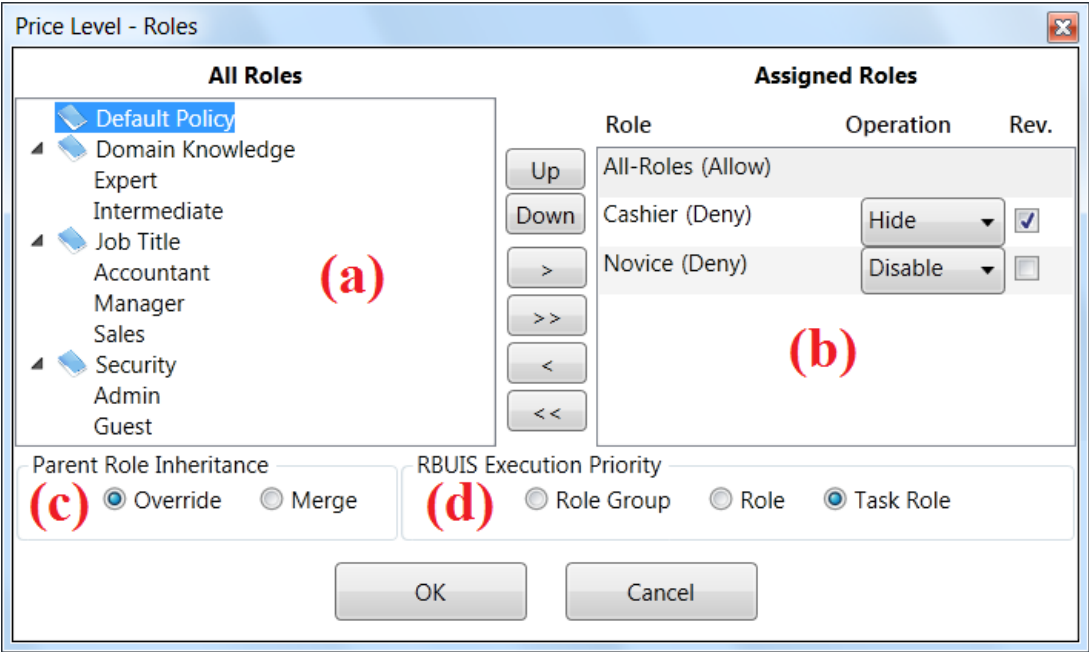 Price Level - Roles
All Roles
Default Policy
Domain Knowledge
Expert
Intermediate
Job Title
Accountant
Manager
Sales
Security
Admin
Guest
(a)
Up
Down
>
>>
<
<<
Assigned Roles
Role Operation Rev.
All-Roles (Allow)
Cashier (Deny) Hide
Novice (Deny) Disable
(b)
Parent Role Inheritance
(c) Override Merge
RBUIS Execution Priority
(d) Role Group Role Task Role
OK Cancel